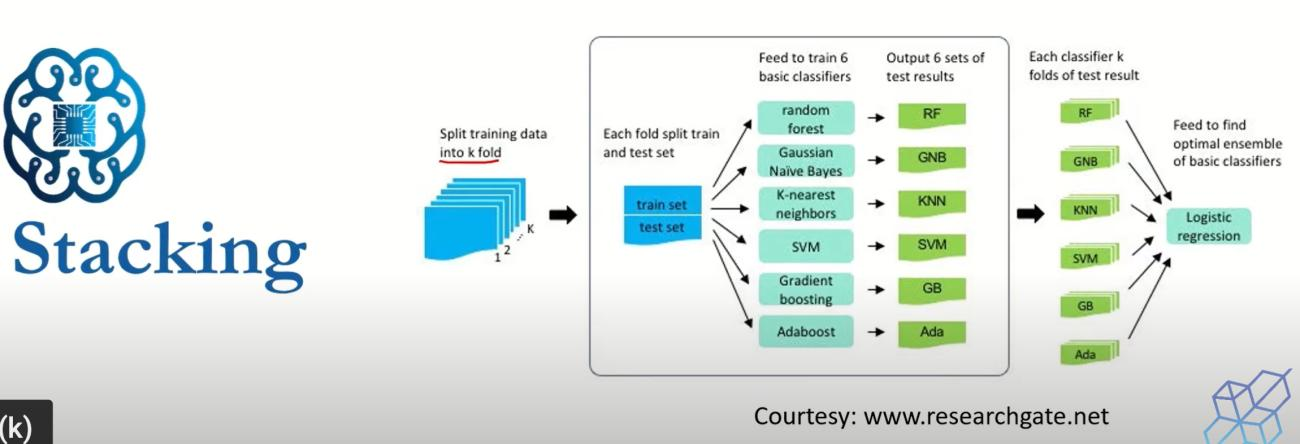 Stacking
Split training data
into k fold
1 2 .. K
Each fold split train
and test set
train set
test set
Feed to train 6
basic classifiers
random
forest
Gaussian
Naïve Bayes
K-nearest
neighbors
SVM
Gradient
boosting
Adaboost
Output 6 sets of
test results
RF
GNB
KNN
SVM
GB
Ada
Each classifier k
folds of test result
RF
GNB
KNN
SVM
GB
Ada
Feed to find
optimal ensemble
of basic classifiers
Logistic
regression
Courtesy: www.researchgate.net
(k)